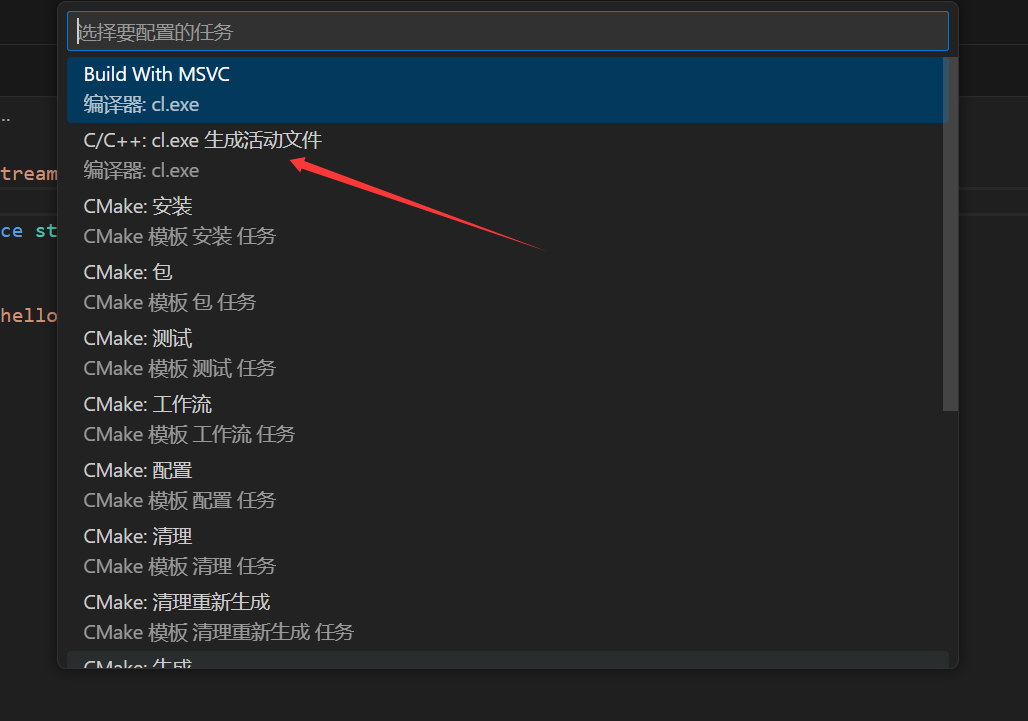 选择要配置的任务
Build With MSVC
编译器: cl.exe
..
C/C++: cl.exe 生成活动文件
tream
编译器: cl.exe
CMake: 安装
ce st
CMake 模板 安装 任务
CMake: 包
CMake 模板 包 任务
hello
CMake: 测试
CMake 模板 测试 任务
CMake: 工作流
CMake 模板 工作流 任务
CMake: 配置
CMake 模板 配置 任务
CMake: 清理
CMake 模板 清理 任务
CMake: 清理重新生成
CMake 模板 清理重新生成 任务
CMake: 生成